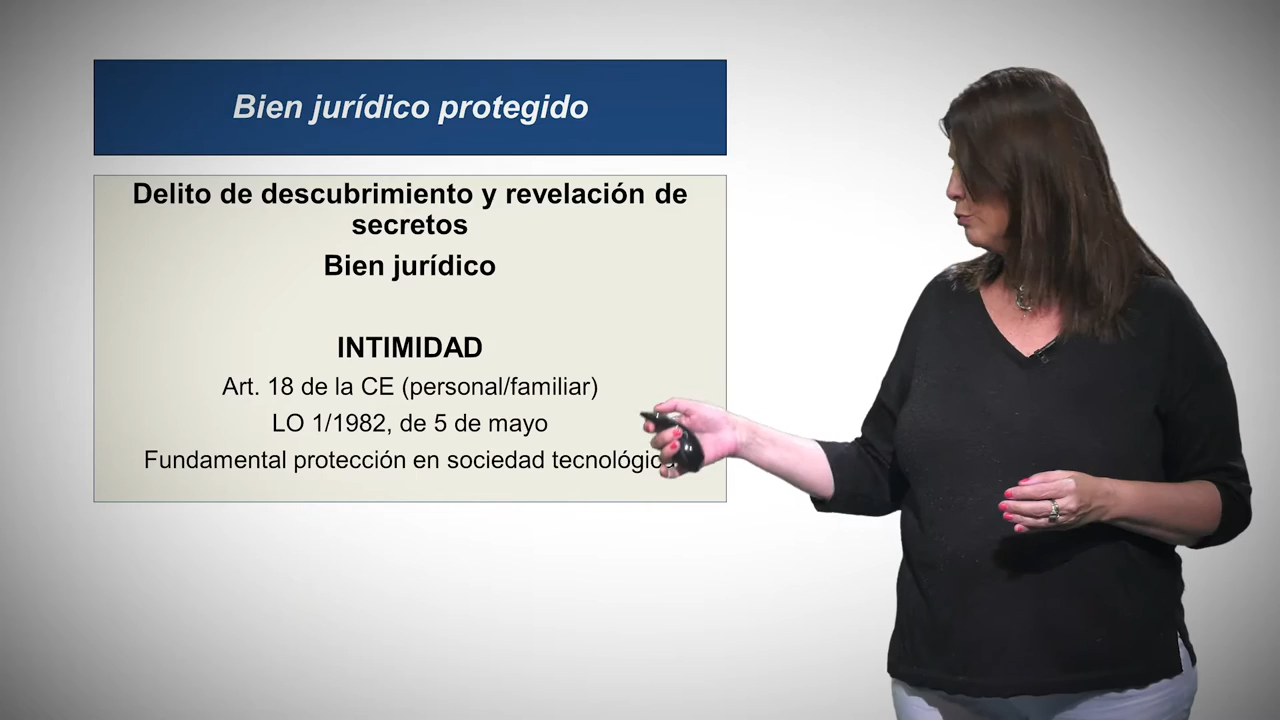 Bien jurídico protegido
Delito de descubrimiento y revelación de
secretos
Bien jurídico
INTIMIDAD
Art. 18 de la CE (personal/familiar)
LO 1/1982, de 5 de mayo
Fundamental protección en sociedad tecnológica